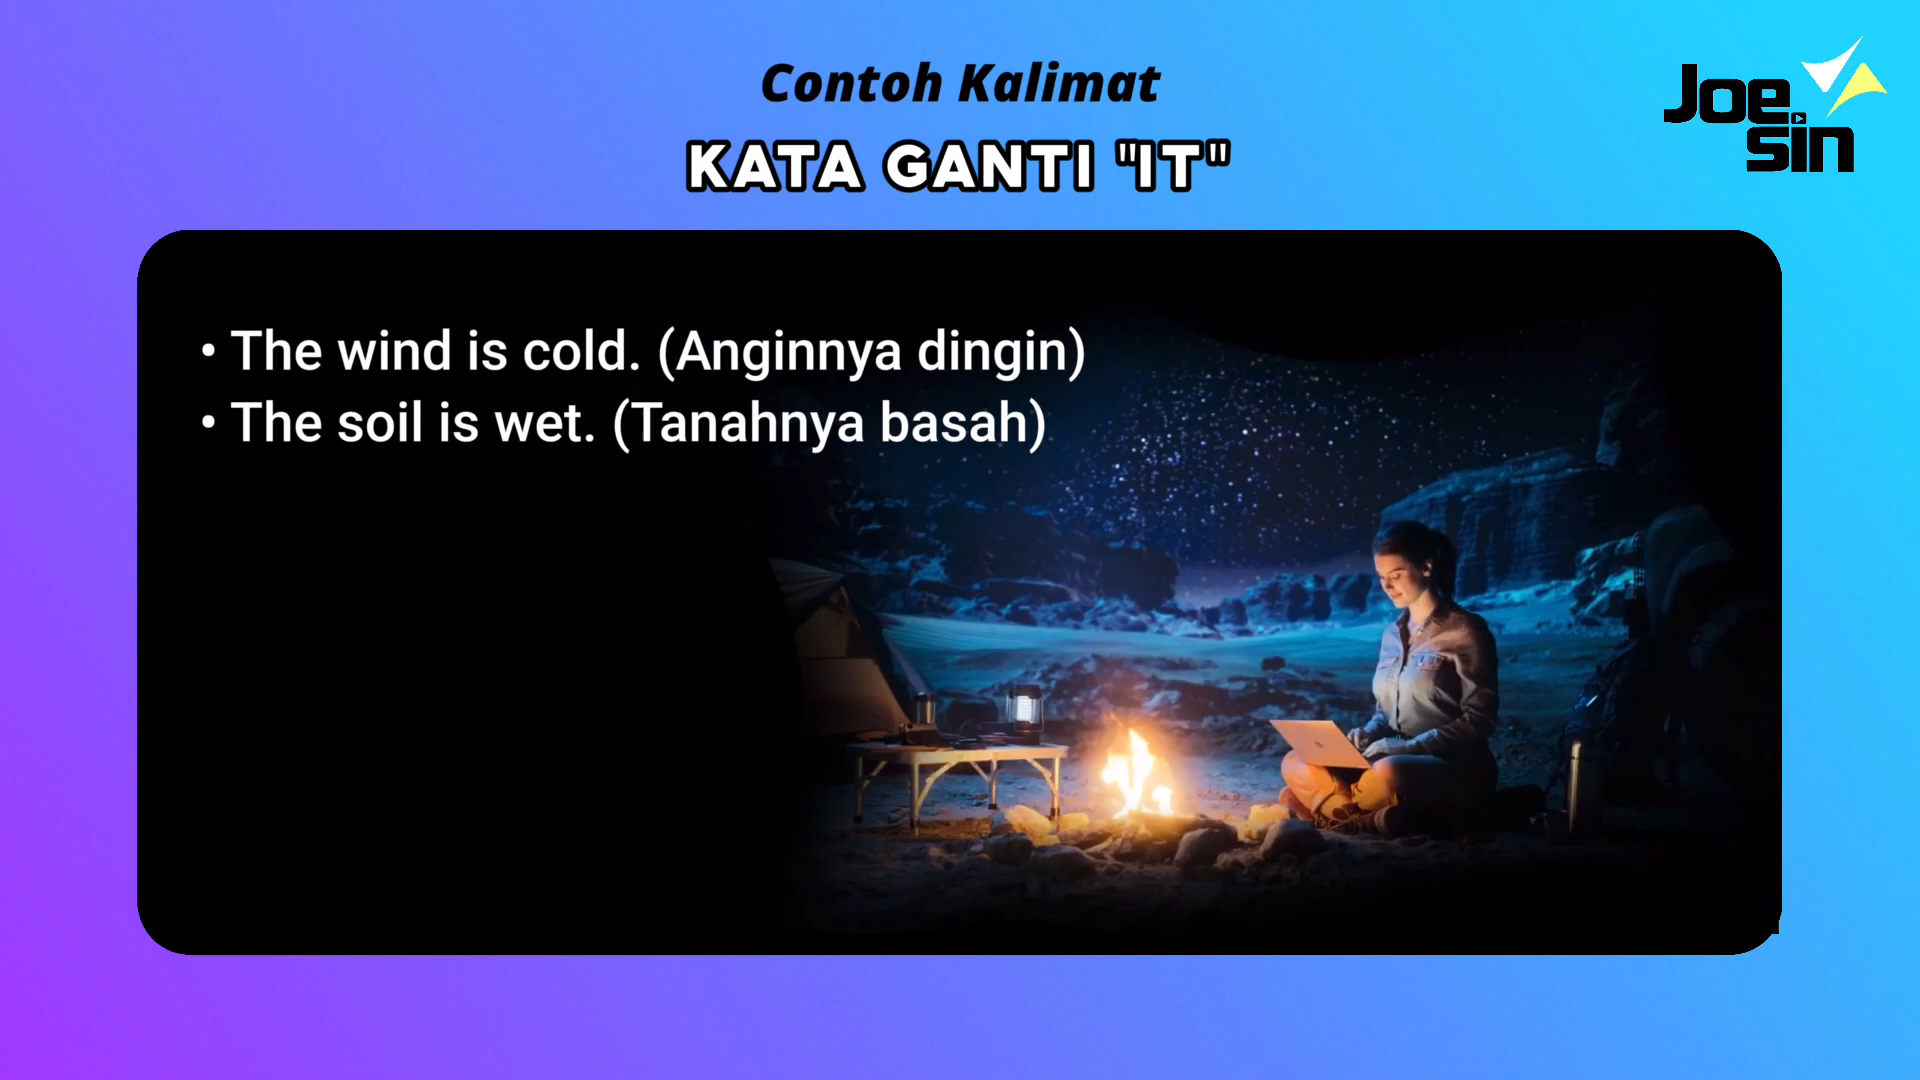 Contoh Kalimat
KATA GANTI "IT"
Joe
sin
• The wind is cold. (Anginnya dingin)
• The soil is wet. (Tanahnya basah)